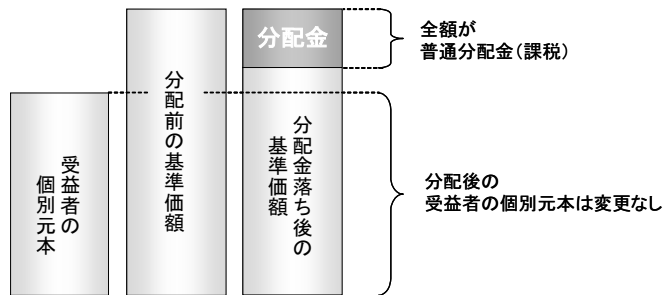 受益者の
個別元本
分配前の基準価額
分配金
分配金落ち後の
基準価額
全額が
普通分配金(課税)
分配後の
受益者の個別元本は変更なし